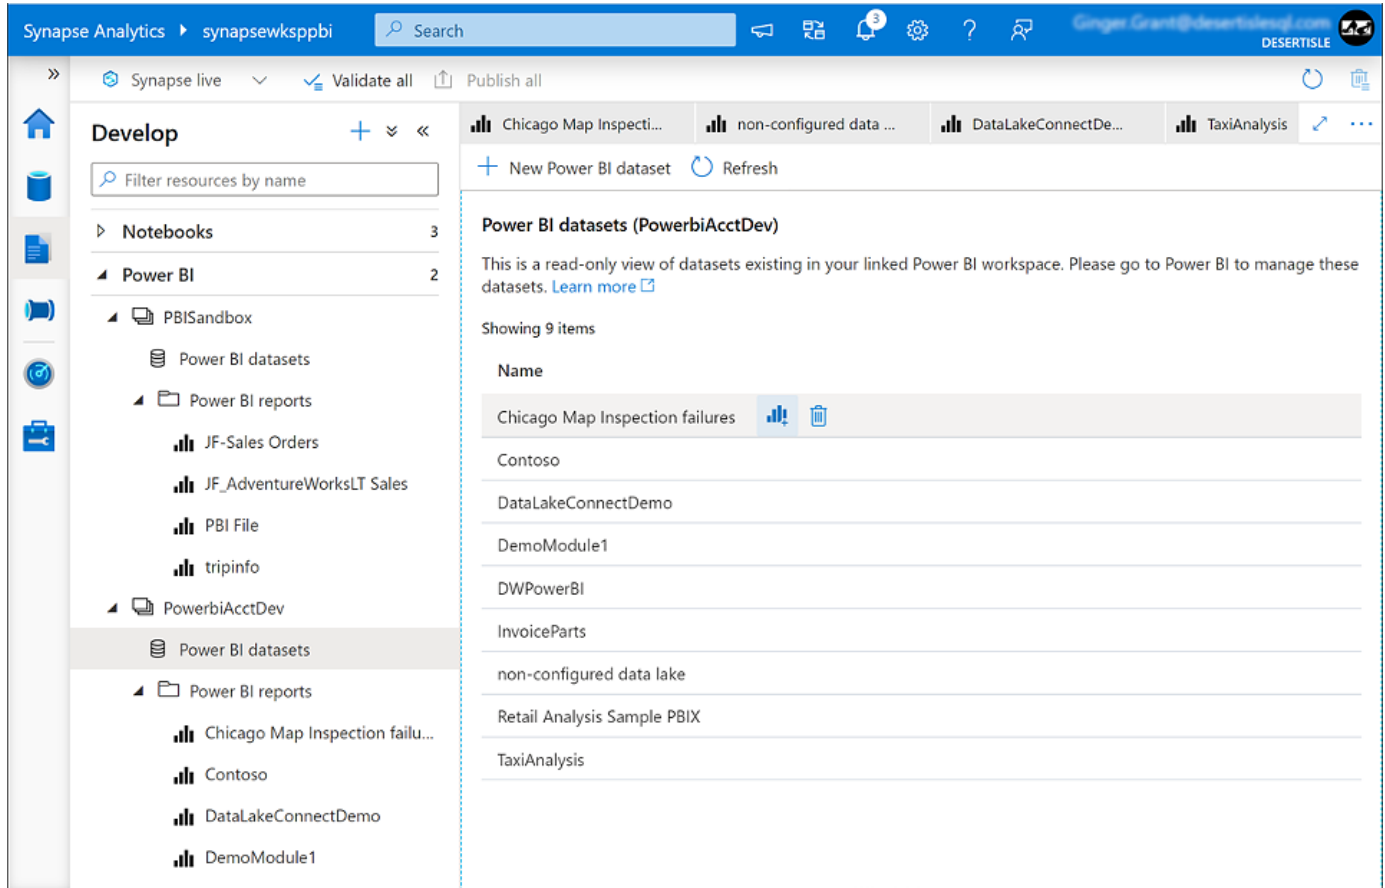 Synapse Analytics synapsewksppbi Search 3 Ginger.Grant@desertislesql.com
DESERTISLE
Synapse live Validate all Publish all
Develop
Filter resources by name
Notebooks 3
Power BI 2
PBISandbox
Power BI datasets
Power BI reports
JF-Sales Orders
JF_AdventureWorksLT Sales
PBI File
tripinfo
PowerbiAcctDev
Power BI datasets
Power BI reports
Chicago Map Inspection failu...
Contoso
DataLakeConnectDemo
DemoModule1
Chicago Map Inspecti... non-configured data ... DataLakeConnectDe... TaxiAnalysis
New Power BI dataset Refresh
Power BI datasets (PowerbiAcctDev)
This is a read-only view of datasets existing in your linked Power BI workspace. Please go to Power BI to manage these
datasets. Learn more
Showing 9 items
Name
Chicago Map Inspection failures
Contoso
DataLakeConnectDemo
DemoModule1
DWPowerBI
InvoiceParts
non-configured data lake
Retail Analysis Sample PBIX
TaxiAnalysis